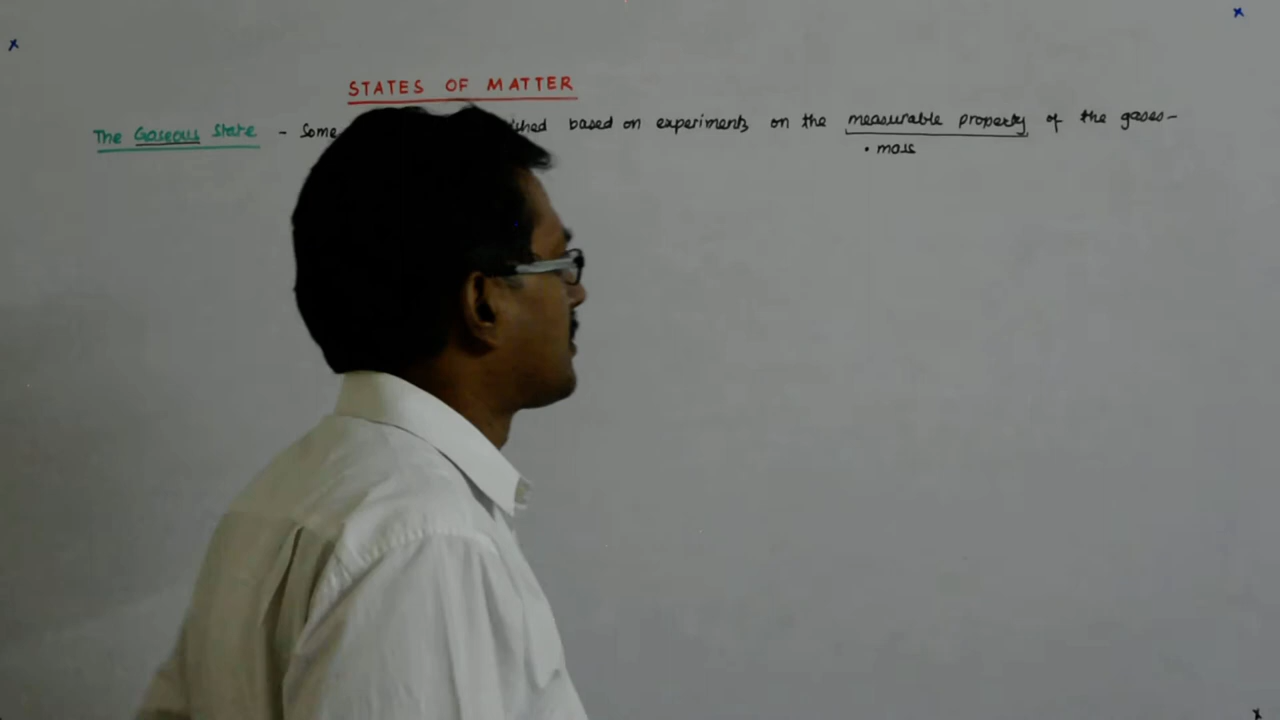 STATES OF MATTER
The Gaseous State - Some based on experiments on the measurable property of the gases-
• mass